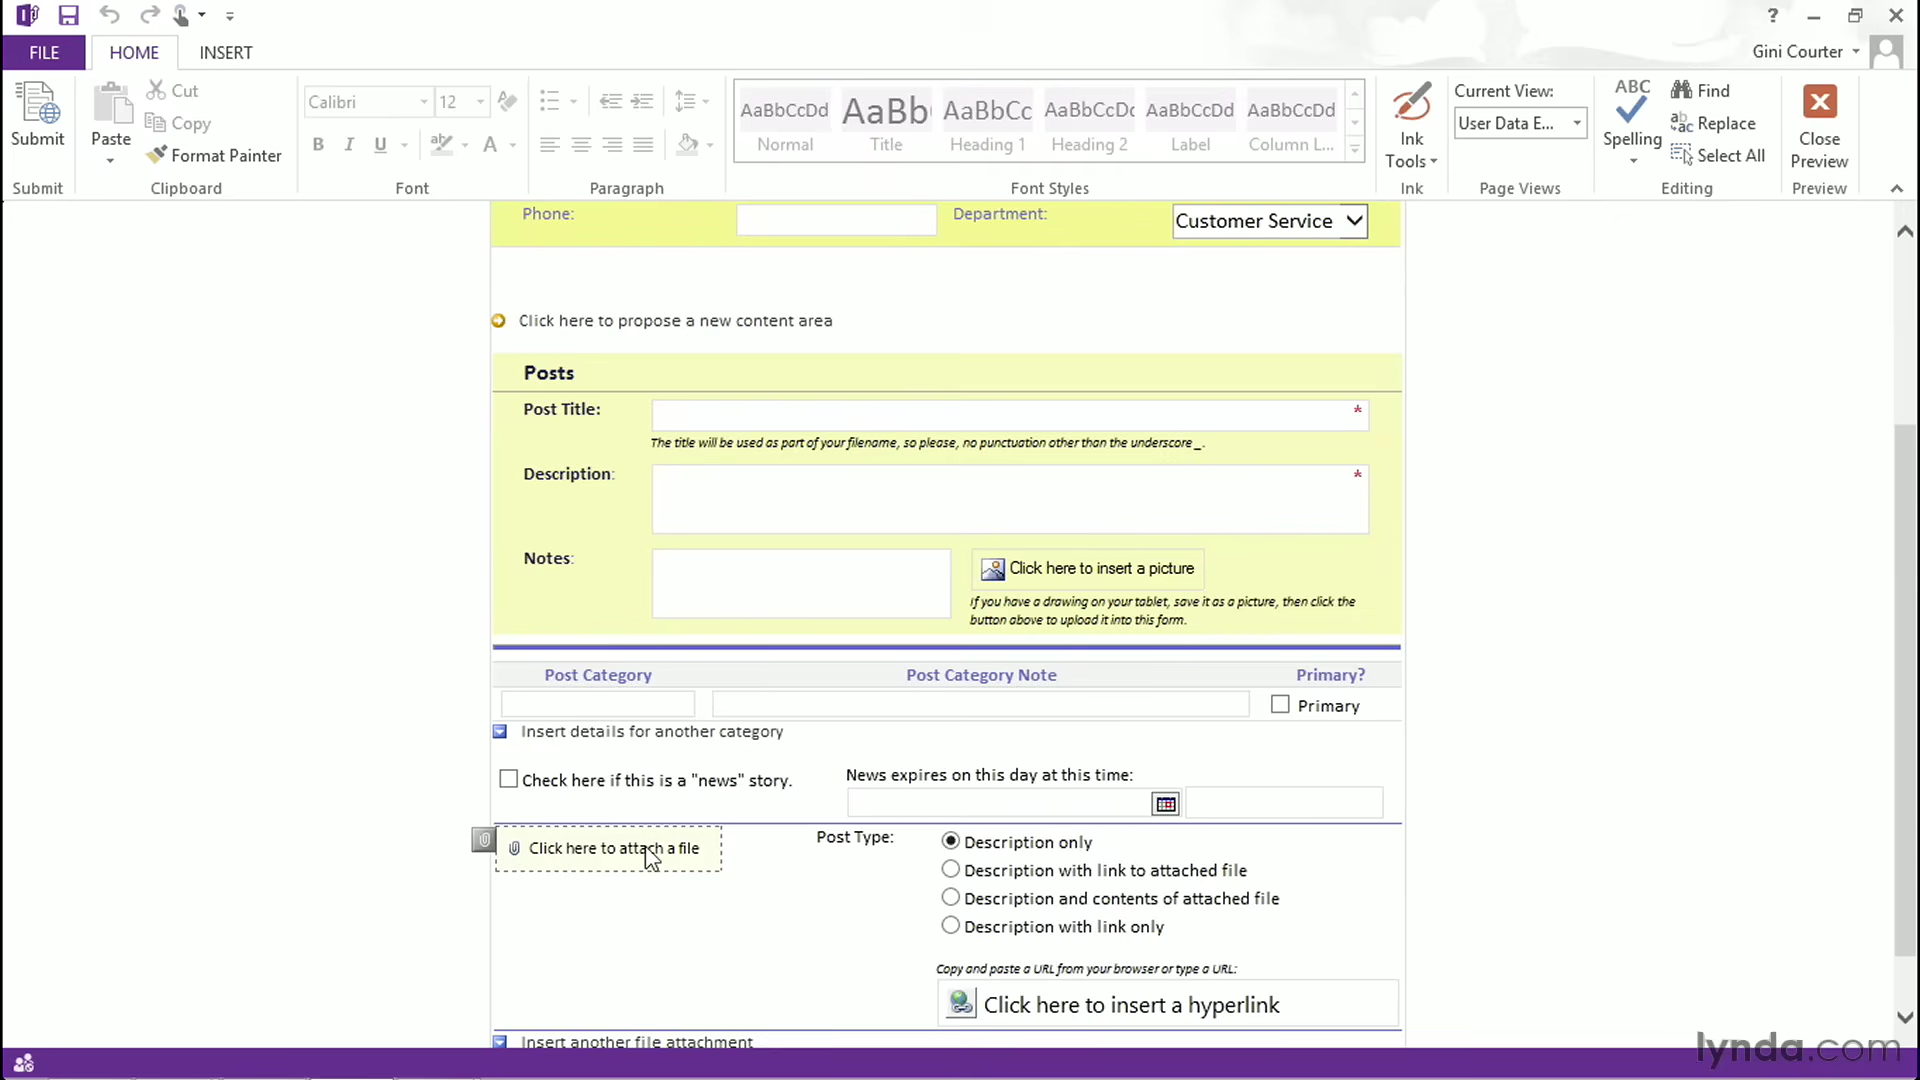 ?
FILE
HOME
INSERT
Gini Courter
Submit
Paste
Cut
Copy
Format Painter
Calibri
12
B I U
A
AaBbCcDd
AaBb
AaBbCc
AaBbCcDc
AaBbCcDd
AaBbCcDd
Normal
Title
Heading 1
Heading 2
Label
Column L...
Ink
Tools
Current View:
User Data E...
ABC
Spelling
Find
Replace
Select All
Close
Preview
Submit
Clipboard
Font
Paragraph
Font Styles
Ink
Page Views
Editing
Preview
Phone:
Department:
Customer Service
Click here to propose a new content area
Posts
Post Title:
*
The title will be used as part of your filename, so please, no punctuation other than the underscore _.
Description:
*
Notes:
Click here to insert a picture
If you have a drawing on your tablet, save it as a picture, then click the
button above to upload it into this form.
Post Category
Post Category Note
Primary?
Primary
Insert details for another category
Check here if this is a "news" story.
News expires on this day at this time:
Click here to attach a file
Post Type:
Description only
Description with link to attached file
Description and contents of attached file
Description with link only
Copy and paste a URL from your browser or type a URL:
Click here to insert a hyperlink
Insert another file attachment
lynda.com